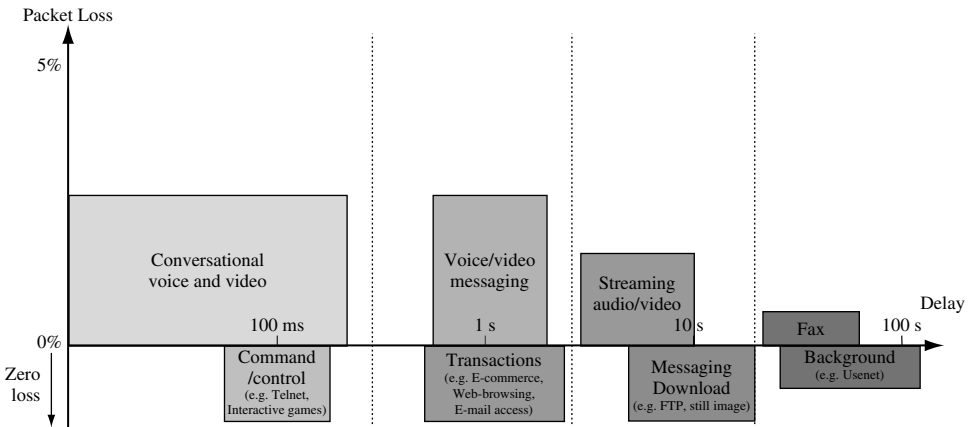 Packet Loss
5%
Conversational
voice and video
Voice/video
messaging
Streaming
audio/video
Delay
100 ms
1 s
10 s
Fax
100 s
0%
Zero
loss
Command
/control
(e.g. Telnet,
Interactive games)
Transactions
(e.g. E-commerce,
Web-browsing,
E-mail access)
Messaging
Download
(e.g. FTP, still image)
Background
(e.g. Usenet)